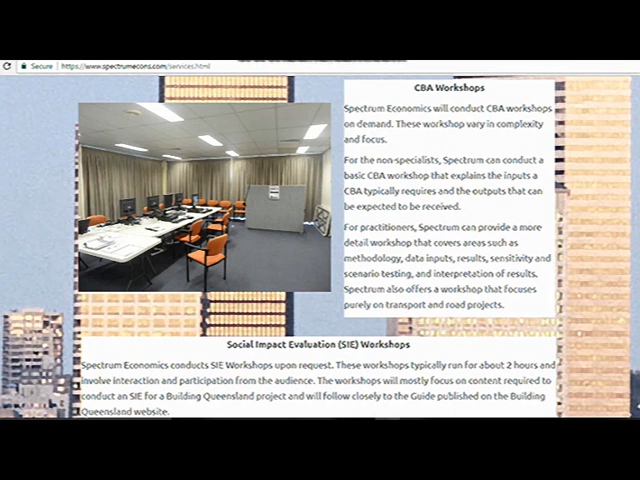 Secure https://www.spectrumecons.com/services.html
CBA Workshops
Spectrum Economics will conduct CBA workshops
on demand. These workshop vary in complexity
and focus.
For the non-specialists, Spectrum can conduct a
basic CBA workshop that explains the inputs a
CBA typically requires and the outputs that can
be expected to be received.
For practitioners, Spectrum can provide a more
detail workshop that covers areas such as
methodology, data inputs, results, sensitivity and
scenario testing, and interpretation of results.
Spectrum also offers a workshop that focuses
purely on transport and road projects.
Social Impact Evaluation (SIE) Workshops
Spectrum Economics conducts SIE Workshops upon request. These workshops typically run for about 2 hours and
involve interaction and participation from the audience. The workshops will mostly focus on content required to
conduct an SIE for a Building Queensland project and will follow closely to the Guide published on the Building
Queensland website.